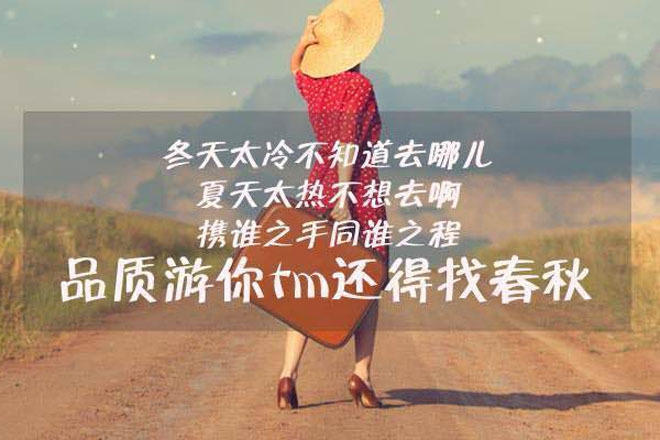 冬天太冷不知道去哪儿
夏天太热不想去啊
携谁之手同谁之程
品质游你tm还得找春秋